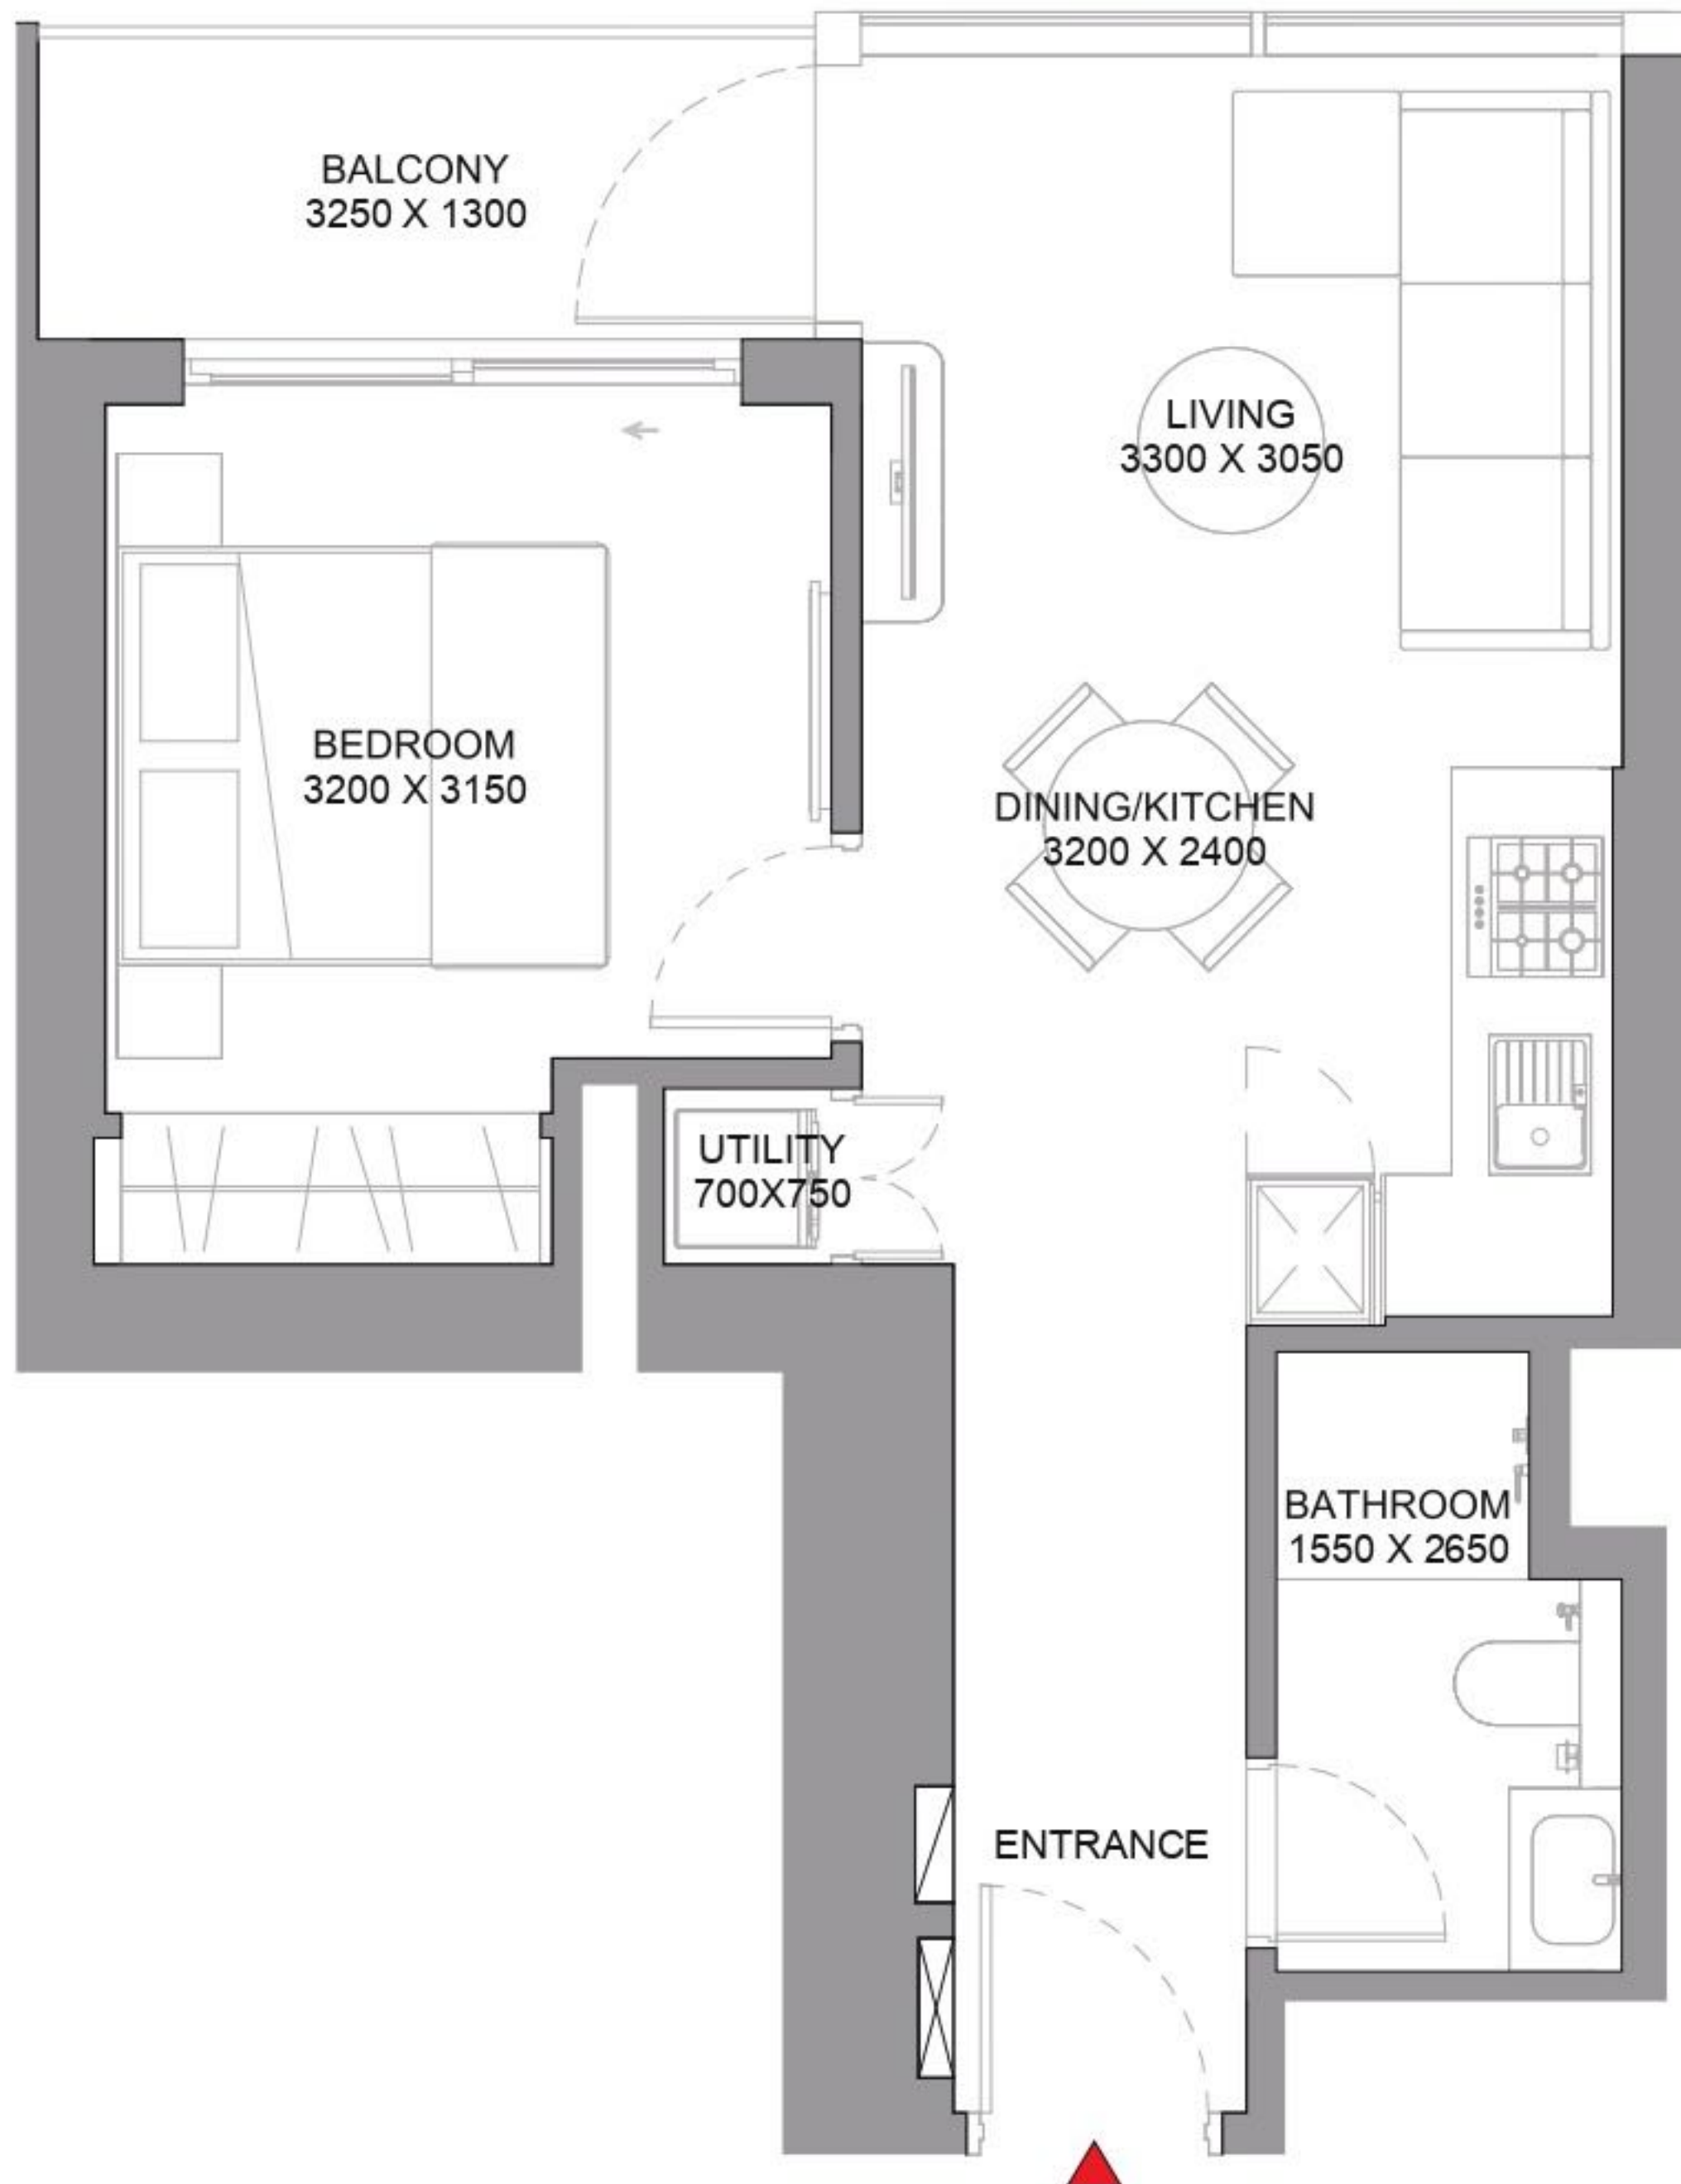 BALCONY
3250 X 1300
LIVING
3300 X 3050
BEDROOM
3200 X 3150
DINING/KITCHEN
3200 X 2400
UTILITY
700X750
BATHROOM
1550 X 2650
ENTRANCE